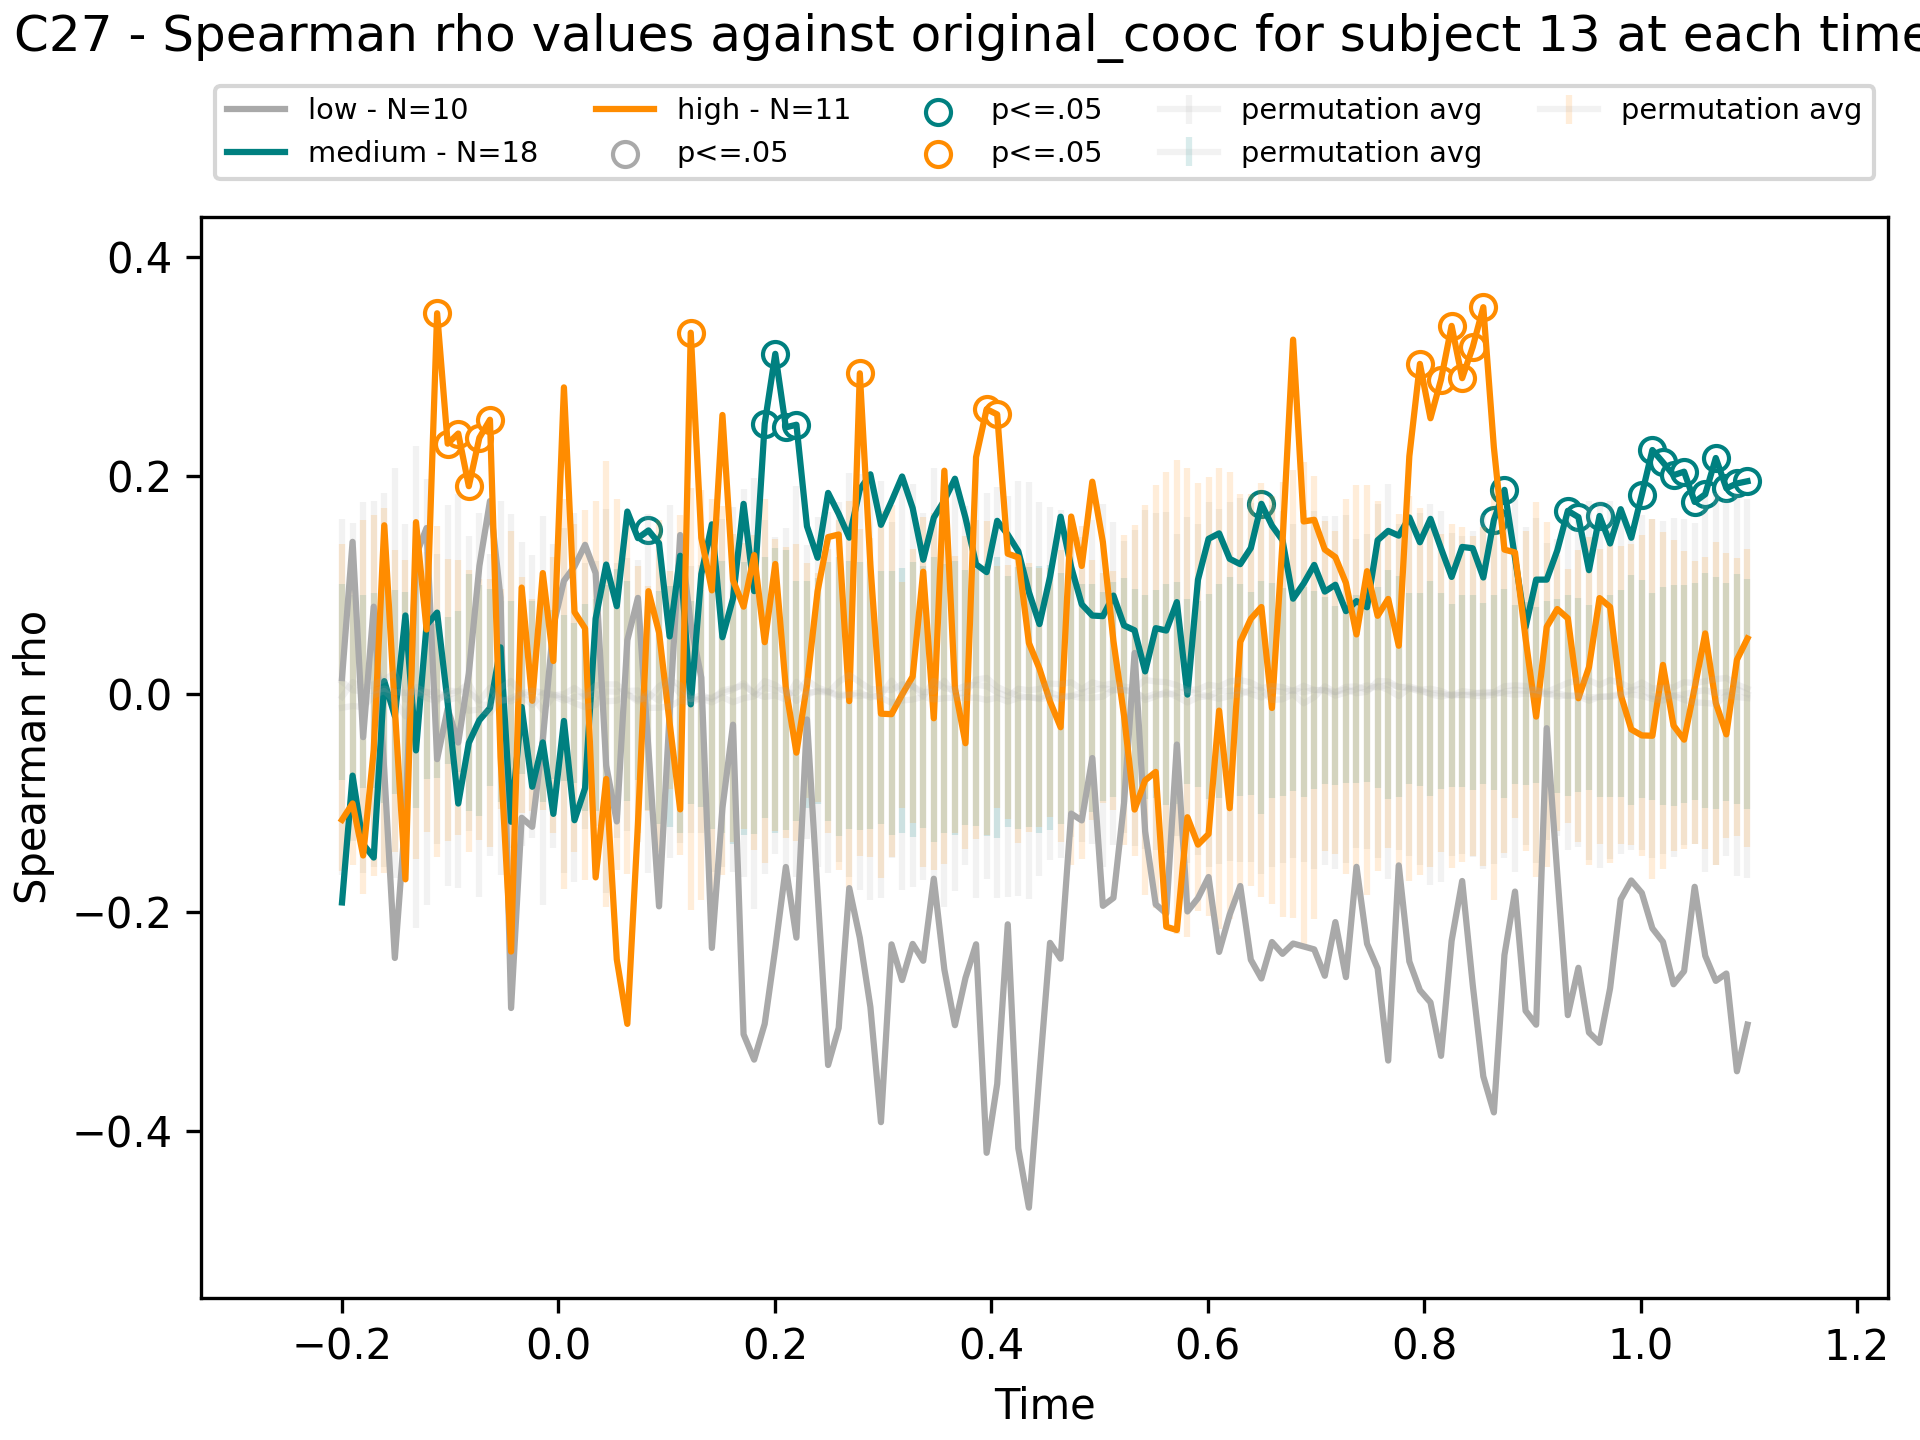 C27 - Spearman rho values against original_cooc for subject 13 at each time
low - N=10 high - N=11 p<=.05 permutation avg permutation avg
medium - N=18 p<=.05 p<=.05 permutation avg
0.4
0.2
0.0
−0.2
−0.4
Spearman rho
−0.2 0.0 0.2 0.4 0.6 0.8 1.0 1.2
Time